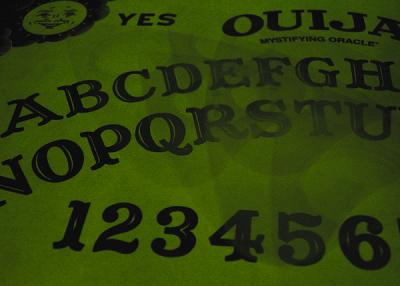 YES OUIJA
MYSTIFYING ORACLE
ABCDEFGH
NOPQRSTU
123456